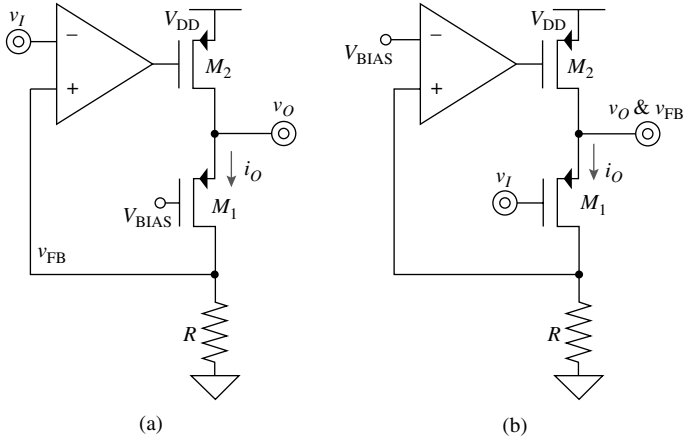 v_I
V_DD
−
+
M_2
v_O
i_O
V_BIAS
M_1
v_FB
R
(a)
V_DD
V_BIAS
−
+
M_2
v_O & v_FB
i_O
v_I
M_1
R
(b)